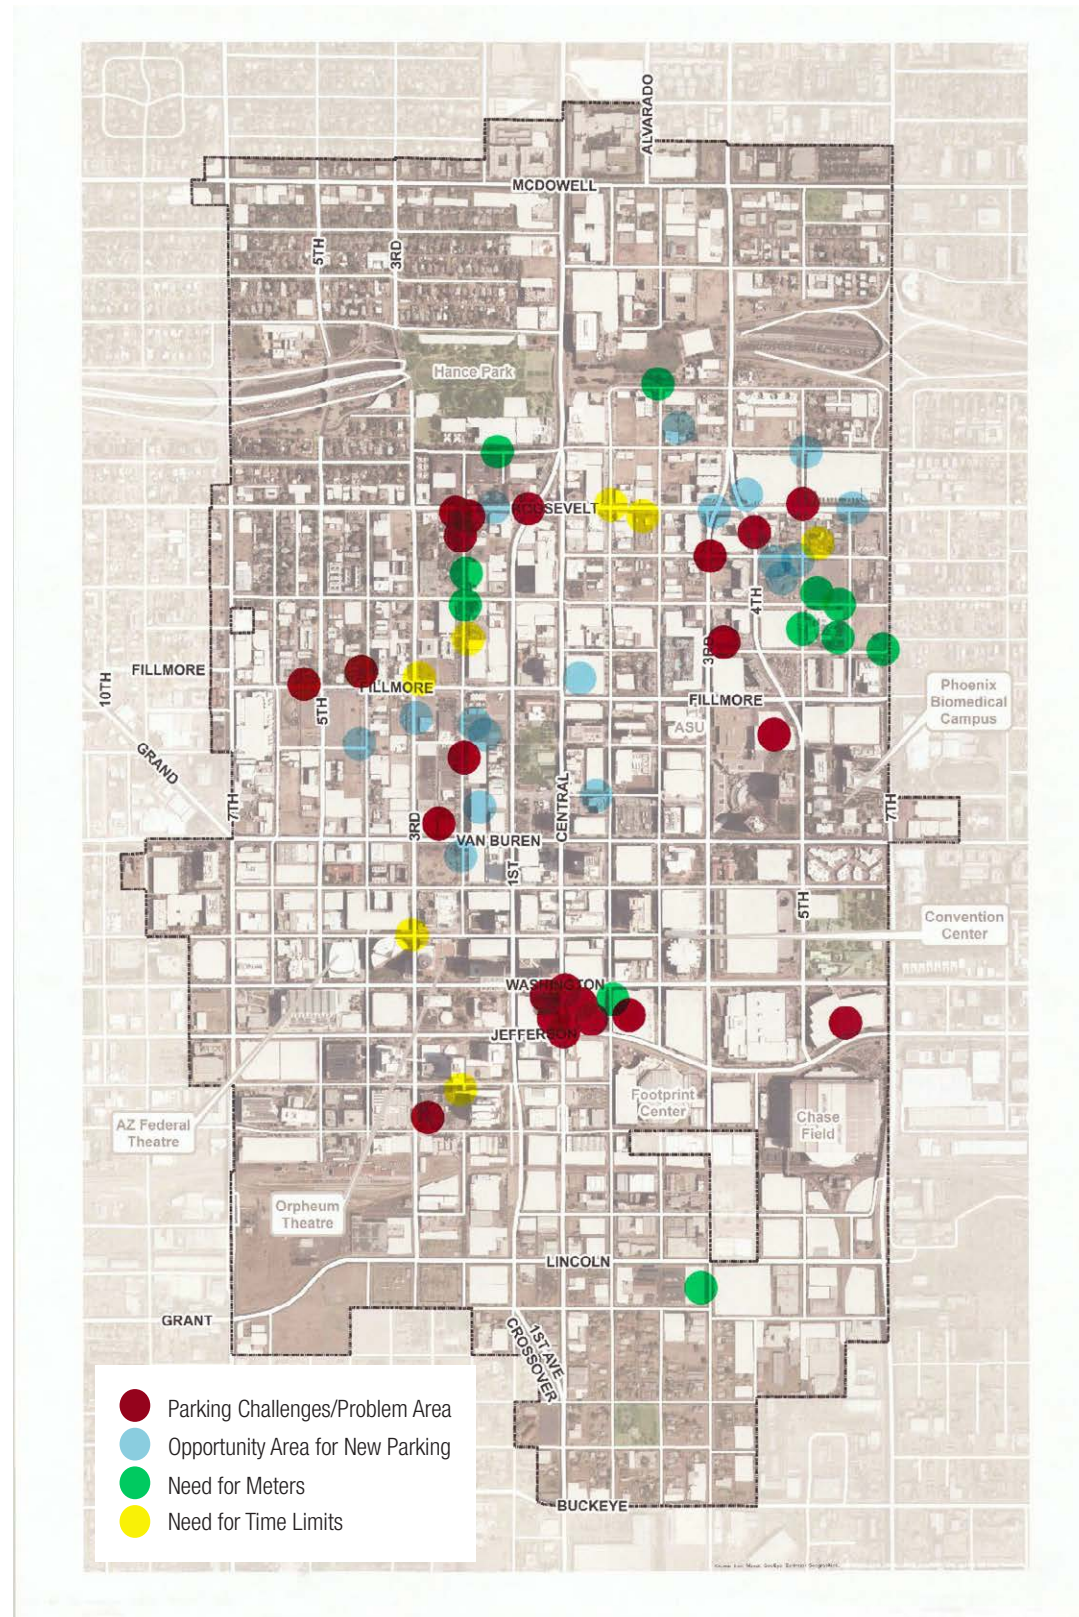 ALVARADO
MCDOWELL
5TH
3RD
Hance Park
ROOSEVELT
4TH
3RD
FILLMORE
FILLMORE
FILLMORE
10TH
5TH
ASU
Phoenix
Biomedical
Campus
GRAND
7TH
3RD
CENTRAL
7TH
VAN BUREN
1ST
5TH
Convention
Center
WASHINGTON
JEFFERSON
Footprint
Center
Chase
Field
AZ Federal
Theatre
Orpheum
Theatre
LINCOLN
GRANT
1ST AVE
CROSSOVER
BUCKEYE
Parking Challenges/Problem Area
Opportunity Area for New Parking
Need for Meters
Need for Time Limits